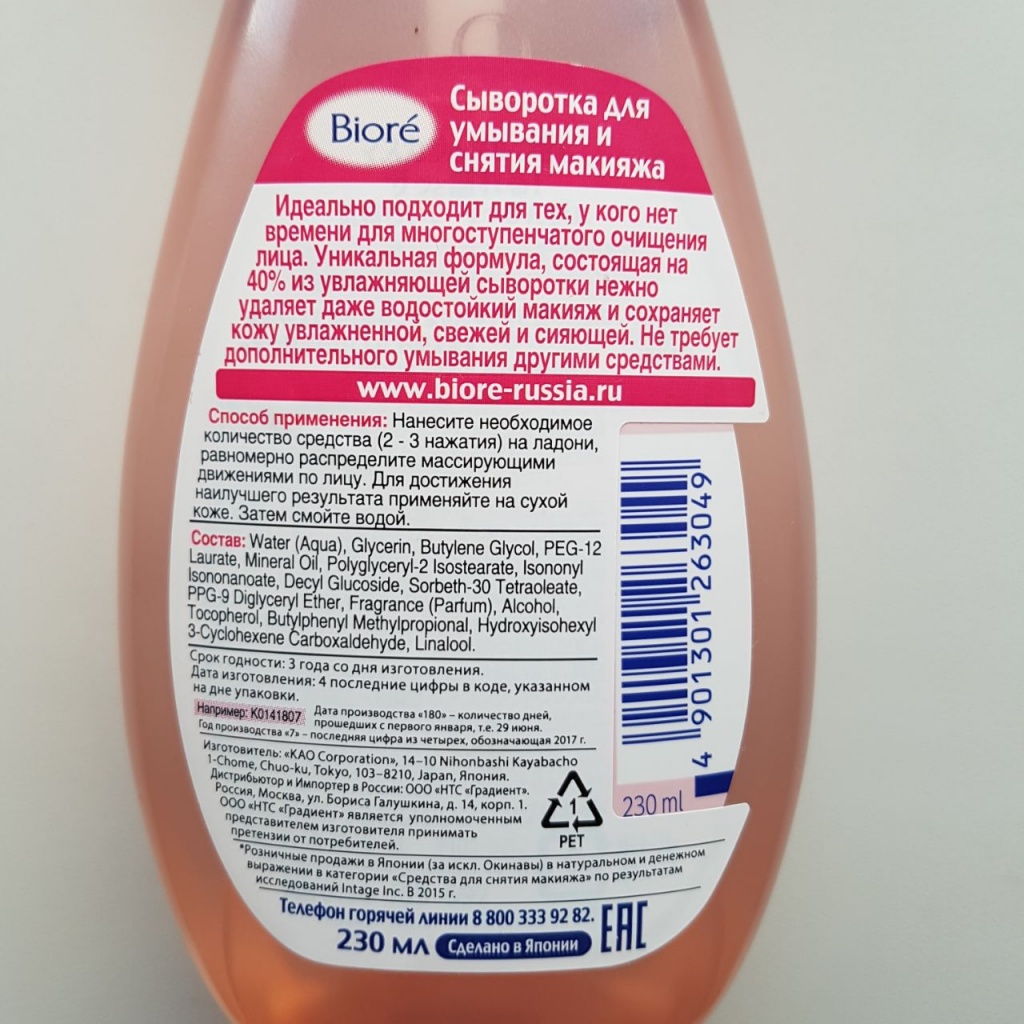 Bioré
Сыворотка для
умывания и
снятия макияжа
Идеально подходит для тех, у кого нет
времени для многоступенчатого очищения
лица. Уникальная формула, состоящая на
40% из увлажняющей сыворотки нежно
удаляет даже водостойкий макияж и сохраняет
кожу увлажненной, свежей и сияющей. Не требует
дополнительного умывания другими средствами.
www.biore-russia.ru
Способ применения: Нанесите необходимое
количество средства (2 - 3 нажатия) на ладони,
равномерно распределите массирующими
движениями по лицу. Для достижения
наилучшего результата применяйте на сухой
коже. Затем смойте водой.
Состав: Water (Aqua), Glycerin, Butylene Glycol, PEG-12
Laurate, Mineral Oil, Polyglyceryl-2 Isostearate, Isononyl
Isononanoate, Decyl Glucoside, Sorbeth-30 Tetraoleate,
PPG-9 Diglyceryl Ether, Fragrance (Parfum), Alcohol,
Tocopherol, Butylphenyl Methylpropional, Hydroxyisohexyl
3-Cyclohexene Carboxaldehyde, Linalool.
Срок годности: 3 года со дня изготовления.
Дата изготовления: 4 последние цифры в коде, указанном
на дне упаковки.
Например: K0141807
Дата производства «180» – количество дней,
прошедших с первого января, т.е. 29 июня.
Год производства «7» – последняя цифра из четырех, обозначающая 2017 г.
Изготовитель: «KAO Corporation», 14–10 Nihonbashi Kayabacho
1-Chome, Chuo-ku, Tokyo, 103–8210, Japan, Япония.
Дистрибьютор и Импортер в России: ООО «НТС «Градиент».
Россия, Москва, ул. Бориса Галушкина, д. 14, корп. 1.
ООО «НТС «Градиент» является уполномоченным
представителем изготовителя принимать
претензии от потребителей.
1
PET
4 901301 263049
230 ml
*Розничные продажи в Японии (за искл. Окинавы) в натуральном и денежном
выражении в категории «Средства для снятия макияжа» по результатам
исследований Intage Inc. В 2015 г.
Телефон горячей линии 8 800 333 92 82.
230 мл Сделано в Японии
EAC